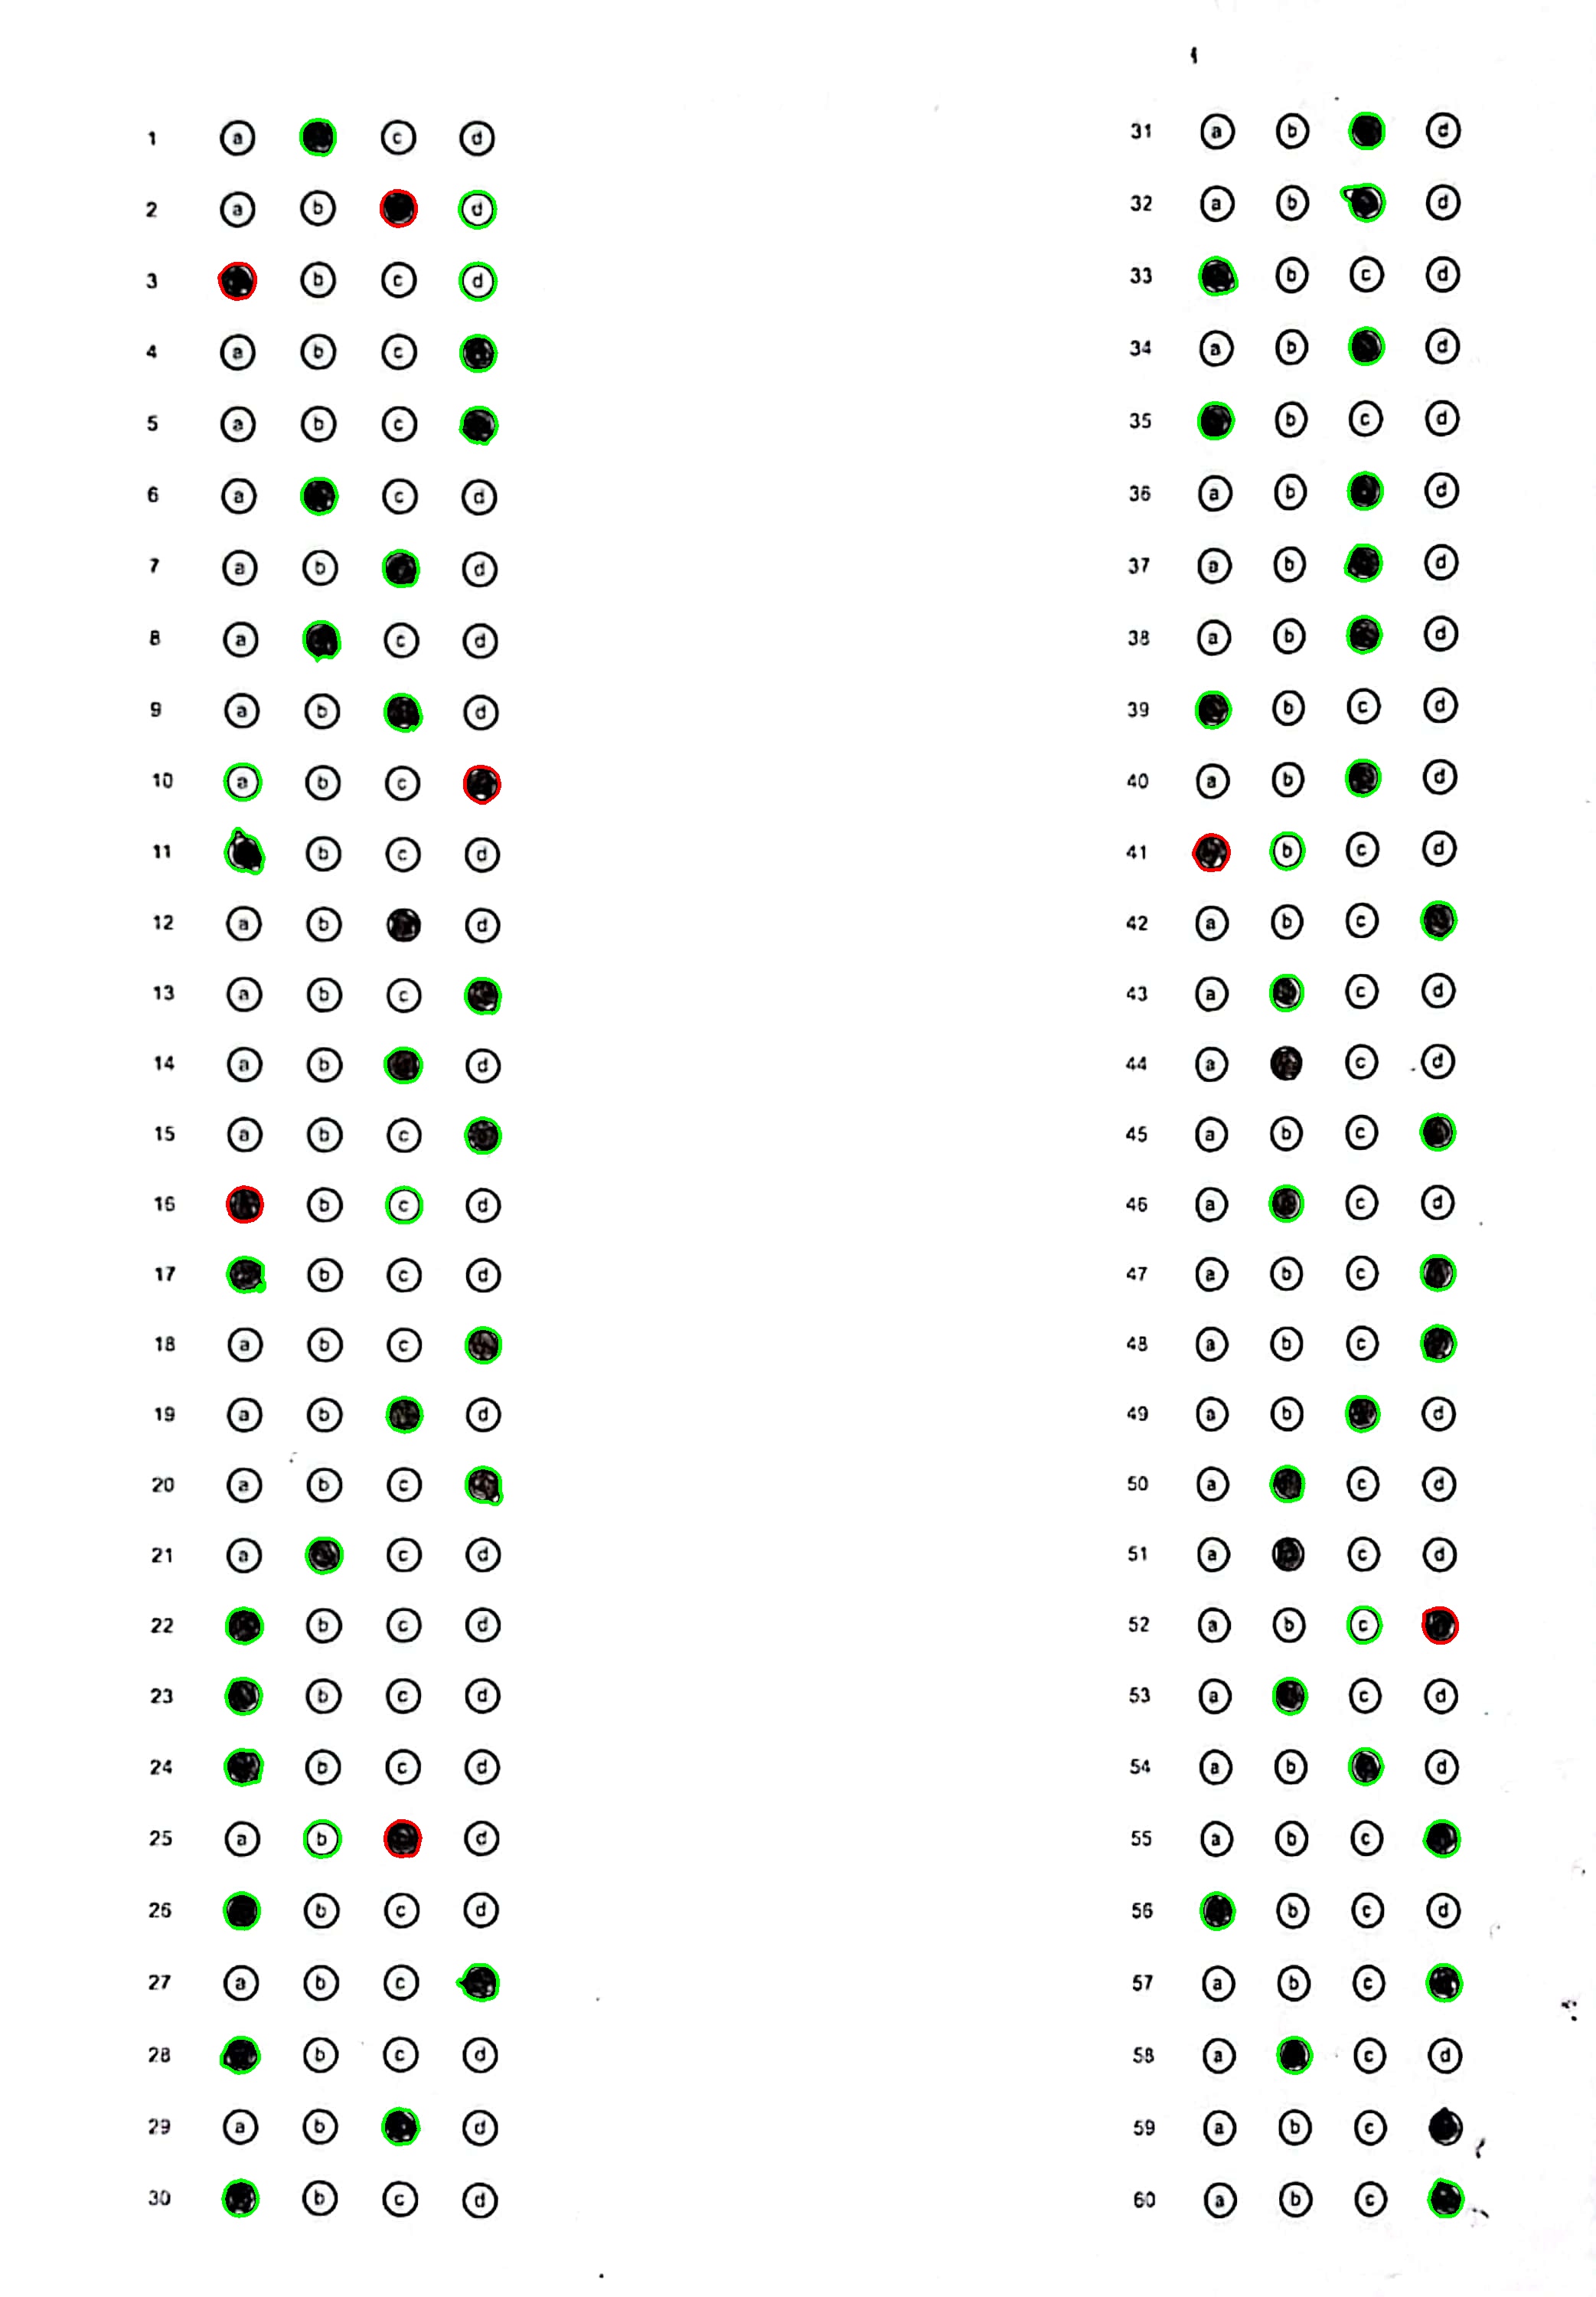 1 a c d
2 a b d
3 b c d
4 a b c
5 a b c
6 a c d
7 a b d
8 a c d
9 a b d
10 a b c
11 b c d
12 a b d
13 a b c
14 a b d
15 a b c
16 b c d
17 b c d
18 a b c
19 a b d
20 a b c
21 a c d
22 b c d
23 b c d
24 b c d
25 a b d
26 b c d
27 a b c
28 b c d
29 a b d
30 b c d
31 a b d
32 a b d
33 b c d
34 a b d
35 b c d
36 a b d
37 a b d
38 a b d
39 b c d
40 a b d
41 b c d
42 a b c
43 a c d
44 a c d
45 a b c
46 a c d
47 a b c
48 a b c
49 a b d
50 a c d
51 a c d
52 a b c
53 a c d
54 a b d
55 a b c
56 b c d
57 a b c
58 a c d
59 a b c
60 a b c